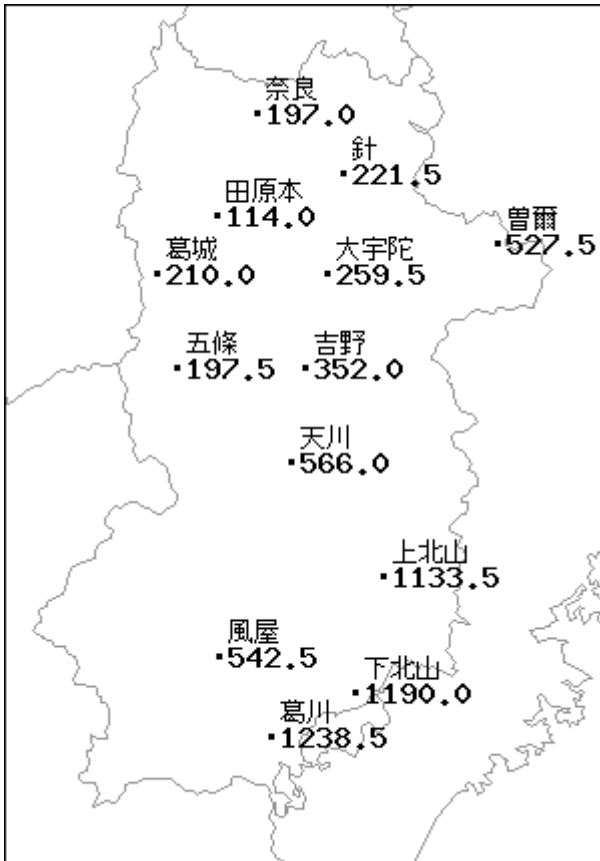 奈良
197.0
針
221.5
田原本
114.0
曽爾
527.5
葛城
210.0
大宇陀
259.5
五條
197.5
吉野
352.0
天川
566.0
上北山
1133.5
風屋
542.5
下北山
1190.0
葛川
1238.5